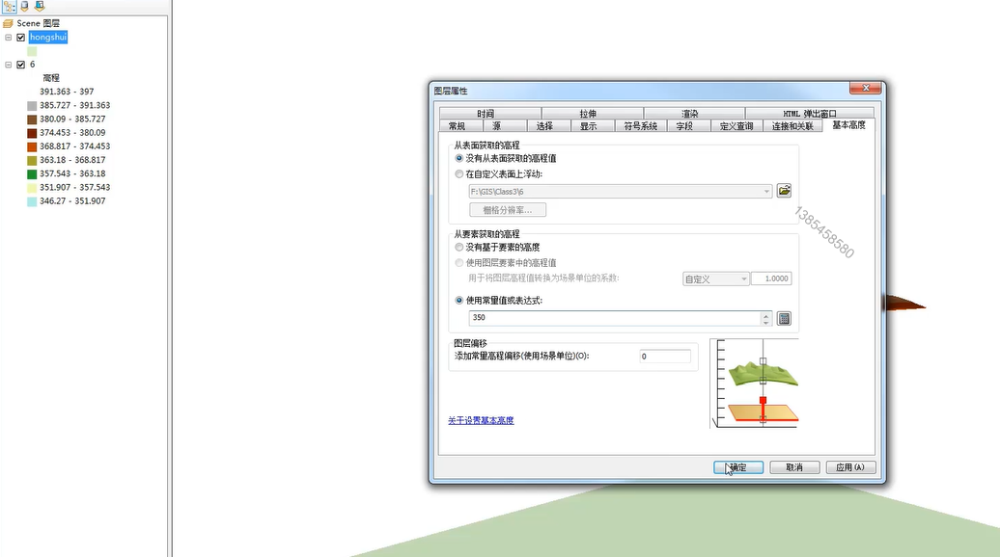 Scene 图层
hongshui
6
高程
391.363 - 397
385.727 - 391.363
380.09 - 385.727
374.453 - 380.09
368.817 - 374.453
363.18 - 368.817
357.543 - 363.18
351.907 - 357.543
346.27 - 351.907
图层属性
时间 拉伸 渲染 HTML 弹出窗口
常规 源 选择 显示 符号系统 字段 定义查询 连接和关联 基本高度
从表面获取的高程
没有从表面获取的高程值
在自定义表面上浮动:
F:\GIS\Class3\6
栅格分辨率...
从要素获取的高程
没有基于要素的高度
使用图层要素中的高程值
用于将图层高程值转换为场景单位的系数: 自定义 1.0000
使用常量值或表达式:
350
图层偏移
添加常量高程偏移(使用场景单位)(O): 0
关于设置基本高度
确定 取消 应用(A)
1385458580